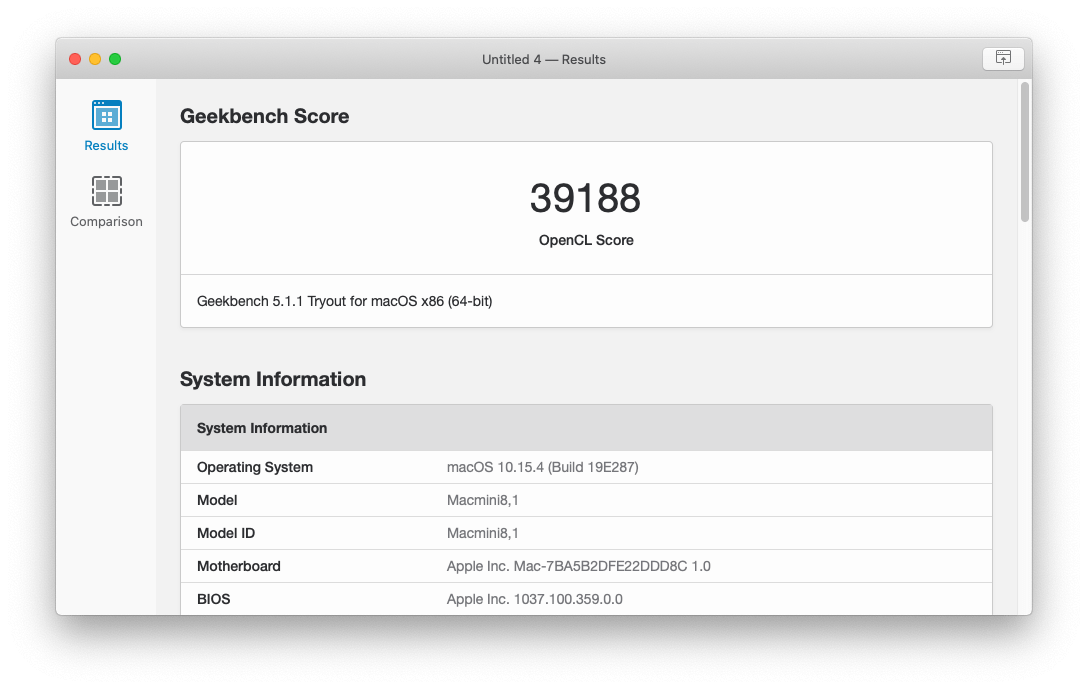 Untitled 4 — Results
Results
Comparison
Geekbench Score
39188
OpenCL Score
Geekbench 5.1.1 Tryout for macOS x86 (64-bit)
System Information
System Information
Operating System macOS 10.15.4 (Build 19E287)
Model Macmini8,1
Model ID Macmini8,1
Motherboard Apple Inc. Mac-7BA5B2DFE22DDD8C 1.0
BIOS Apple Inc. 1037.100.359.0.0